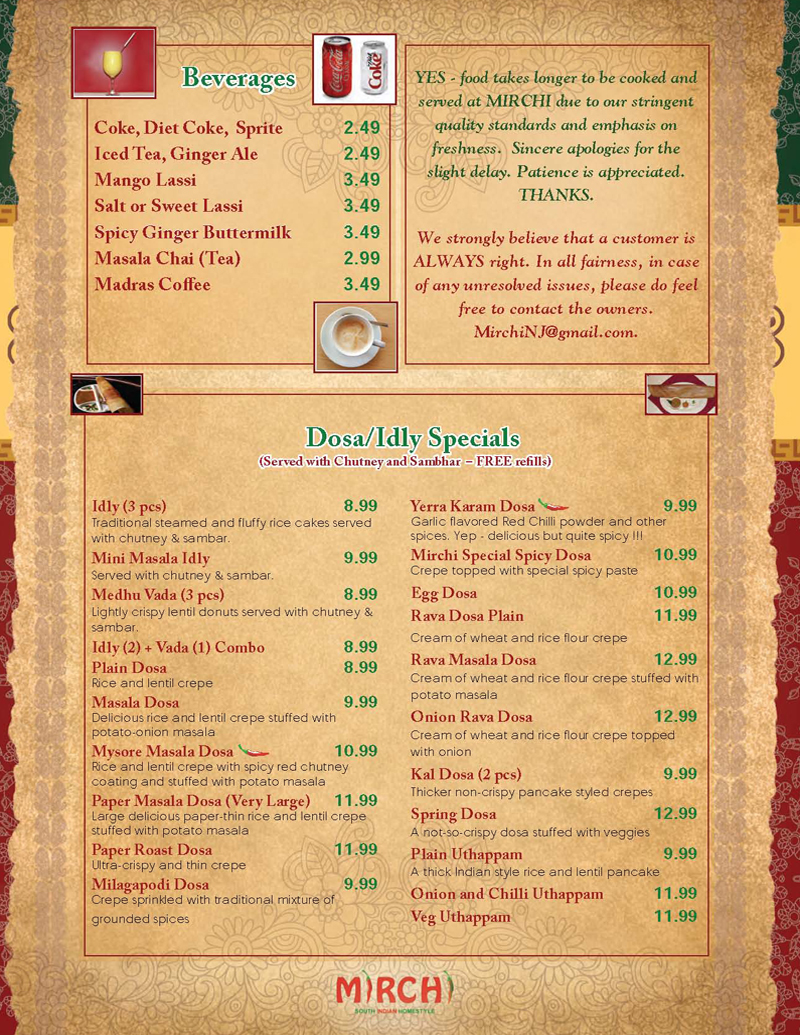 Beverages
Coke, Diet Coke, Sprite 2.49
Iced Tea, Ginger Ale 2.49
Mango Lassi 3.49
Salt or Sweet Lassi 3.49
Spicy Ginger Buttermilk 3.49
Masala Chai (Tea) 2.99
Madras Coffee 3.49
YES - food takes longer to be cooked and
served at MIRCHI due to our stringent
quality standards and emphasis on
freshness. Sincere apologies for the
slight delay. Patience is appreciated.
THANKS.
We strongly believe that a customer is
ALWAYS right. In all fairness, in case
of any unresolved issues, please do feel
free to contact the owners.
MirchiNJ@gmail.com.
Dosa/Idly Specials
(Served with Chutney and Sambhar – FREE refills)
Idly (3 pcs) 8.99
Traditional steamed and fluffy rice cakes served
with chutney & sambar.
Mini Masala Idly 9.99
Served with chutney & sambar.
Medhu Vada (3 pcs) 8.99
Lightly crispy lentil donuts served with chutney &
sambar.
Idly (2) + Vada (1) Combo 8.99
Plain Dosa 8.99
Rice and lentil crepe
Masala Dosa 9.99
Delicious rice and lentil crepe stuffed with
potato-onion masala
Mysore Masala Dosa 10.99
Rice and lentil crepe with spicy red chutney
coating and stuffed with potato masala
Paper Masala Dosa (Very Large) 11.99
Large delicious paper-thin rice and lentil crepe
stuffed with potato masala
Paper Roast Dosa 11.99
Ultra-crispy and thin crepe
Milagapodi Dosa 9.99
Crepe sprinkled with traditional mixture of
grounded spices
Yerra Karam Dosa 9.99
Garlic flavored Red Chilli powder and other
spices. Yep - delicious but quite spicy !!!
Mirchi Special Spicy Dosa 10.99
Crepe topped with special spicy paste
Egg Dosa 10.99
Rava Dosa Plain 11.99
Cream of wheat and rice flour crepe
Rava Masala Dosa 12.99
Cream of wheat and rice flour crepe stuffed with
potato masala
Onion Rava Dosa 12.99
Cream of wheat and rice flour crepe topped
with onion
Kal Dosa (2 pcs) 9.99
Thicker non-crispy pancake styled crepes
Spring Dosa 12.99
A not-so-crispy dosa stuffed with veggies
Plain Uthappam 9.99
A thick Indian style rice and lentil pancake
Onion and Chilli Uthappam 11.99
Veg Uthappam 11.99
MIRCHI
SOUTH INDIAN HOMESTYLE